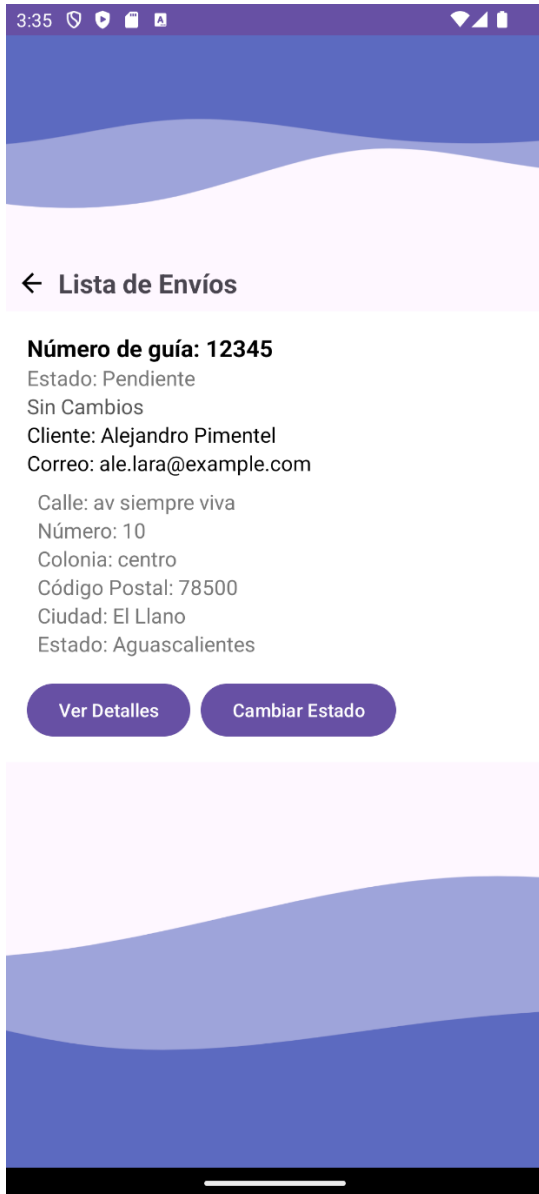 3:35
Lista de Envíos
Número de guía: 12345
Estado: Pendiente
Sin Cambios
Cliente: Alejandro Pimentel
Correo: ale.lara@example.com
Calle: av siempre viva
Número: 10
Colonia: centro
Código Postal: 78500
Ciudad: El Llano
Estado: Aguascalientes
Ver Detalles
Cambiar Estado